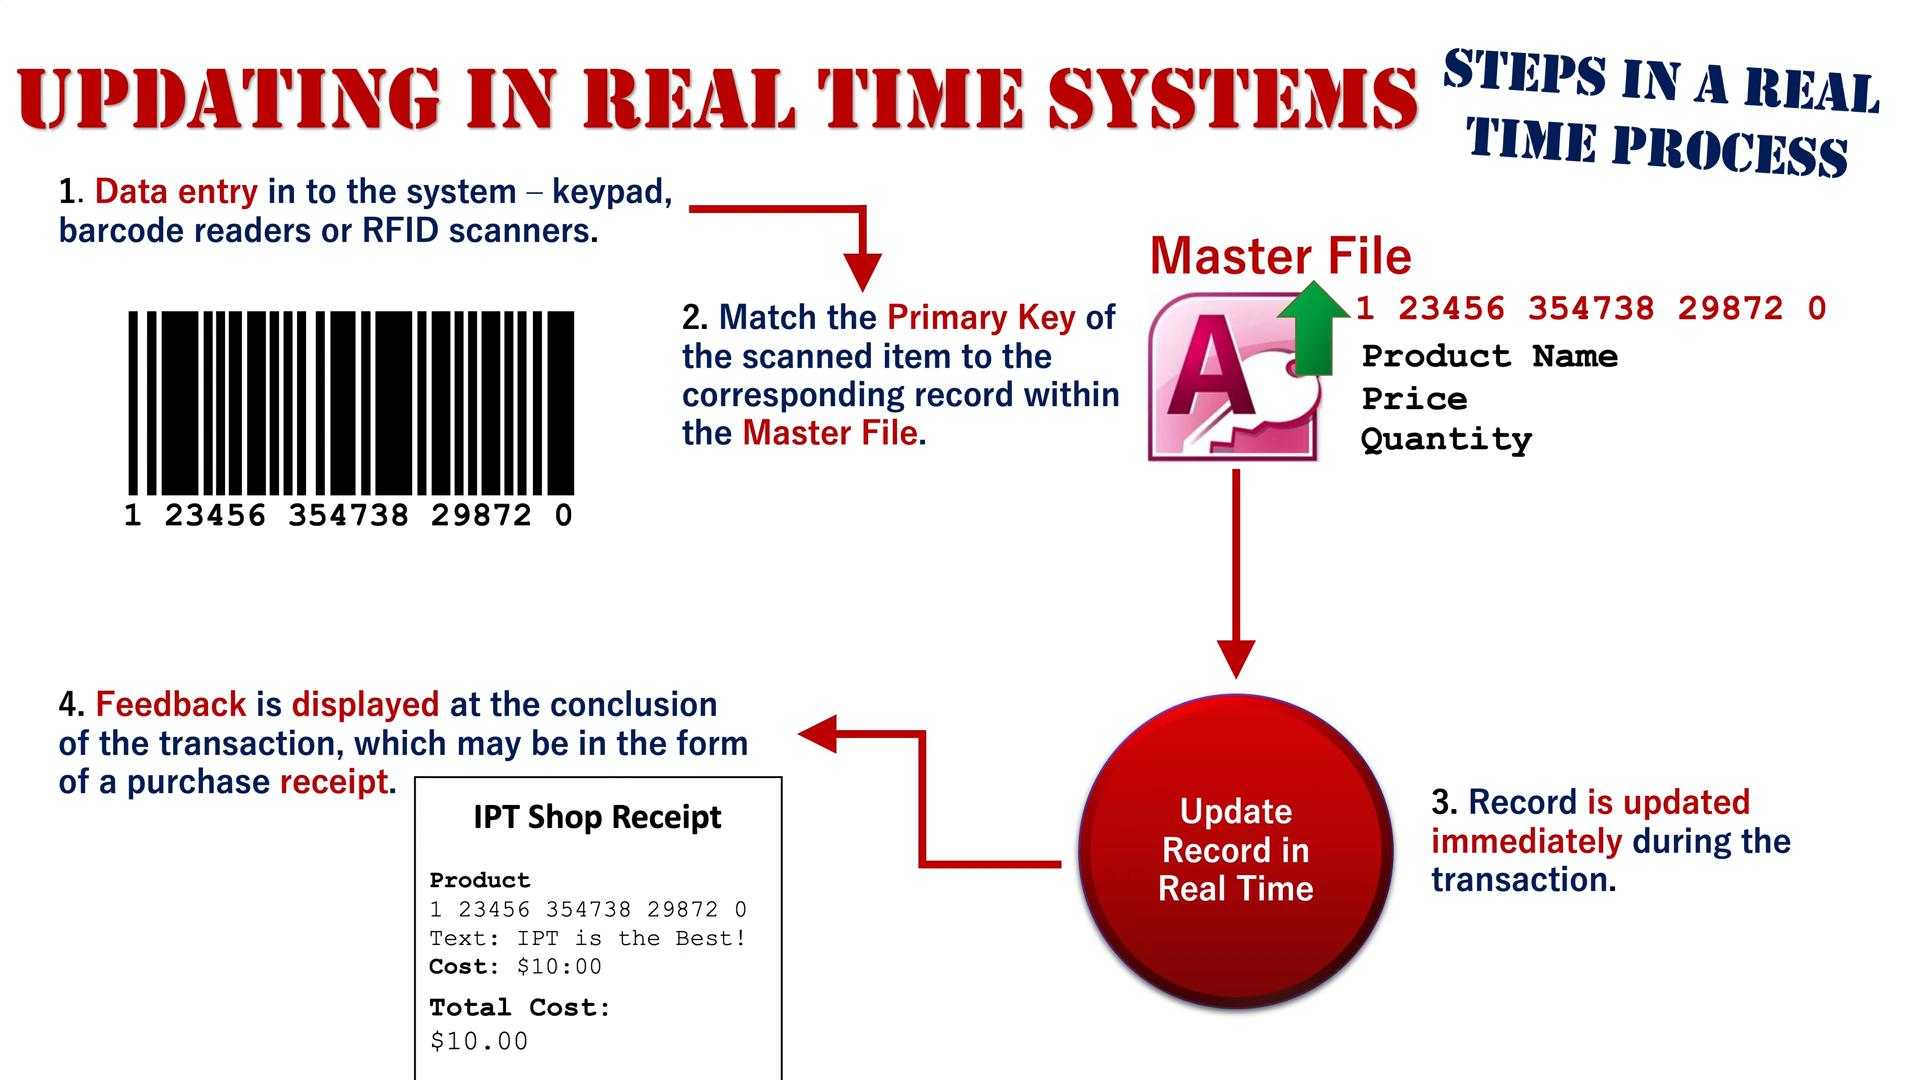 UPDATING IN REAL TIME SYSTEMS
STEPS IN A REAL
TIME PROCESS
1. Data entry in to the system – keypad,
barcode readers or RFID scanners.
1 23456 354738 29872 0
2. Match the Primary Key of
the scanned item to the
corresponding record within
the Master File.
Master File
A
1 23456 354738 29872 0
Product Name
Price
Quantity
Update
Record in
Real Time
3. Record is updated
immediately during the
transaction.
4. Feedback is displayed at the conclusion
of the transaction, which may be in the form
of a purchase receipt.
IPT Shop Receipt
Product
1 23456 354738 29872 0
Text: IPT is the Best!
Cost: $10:00
Total Cost:
$10.00